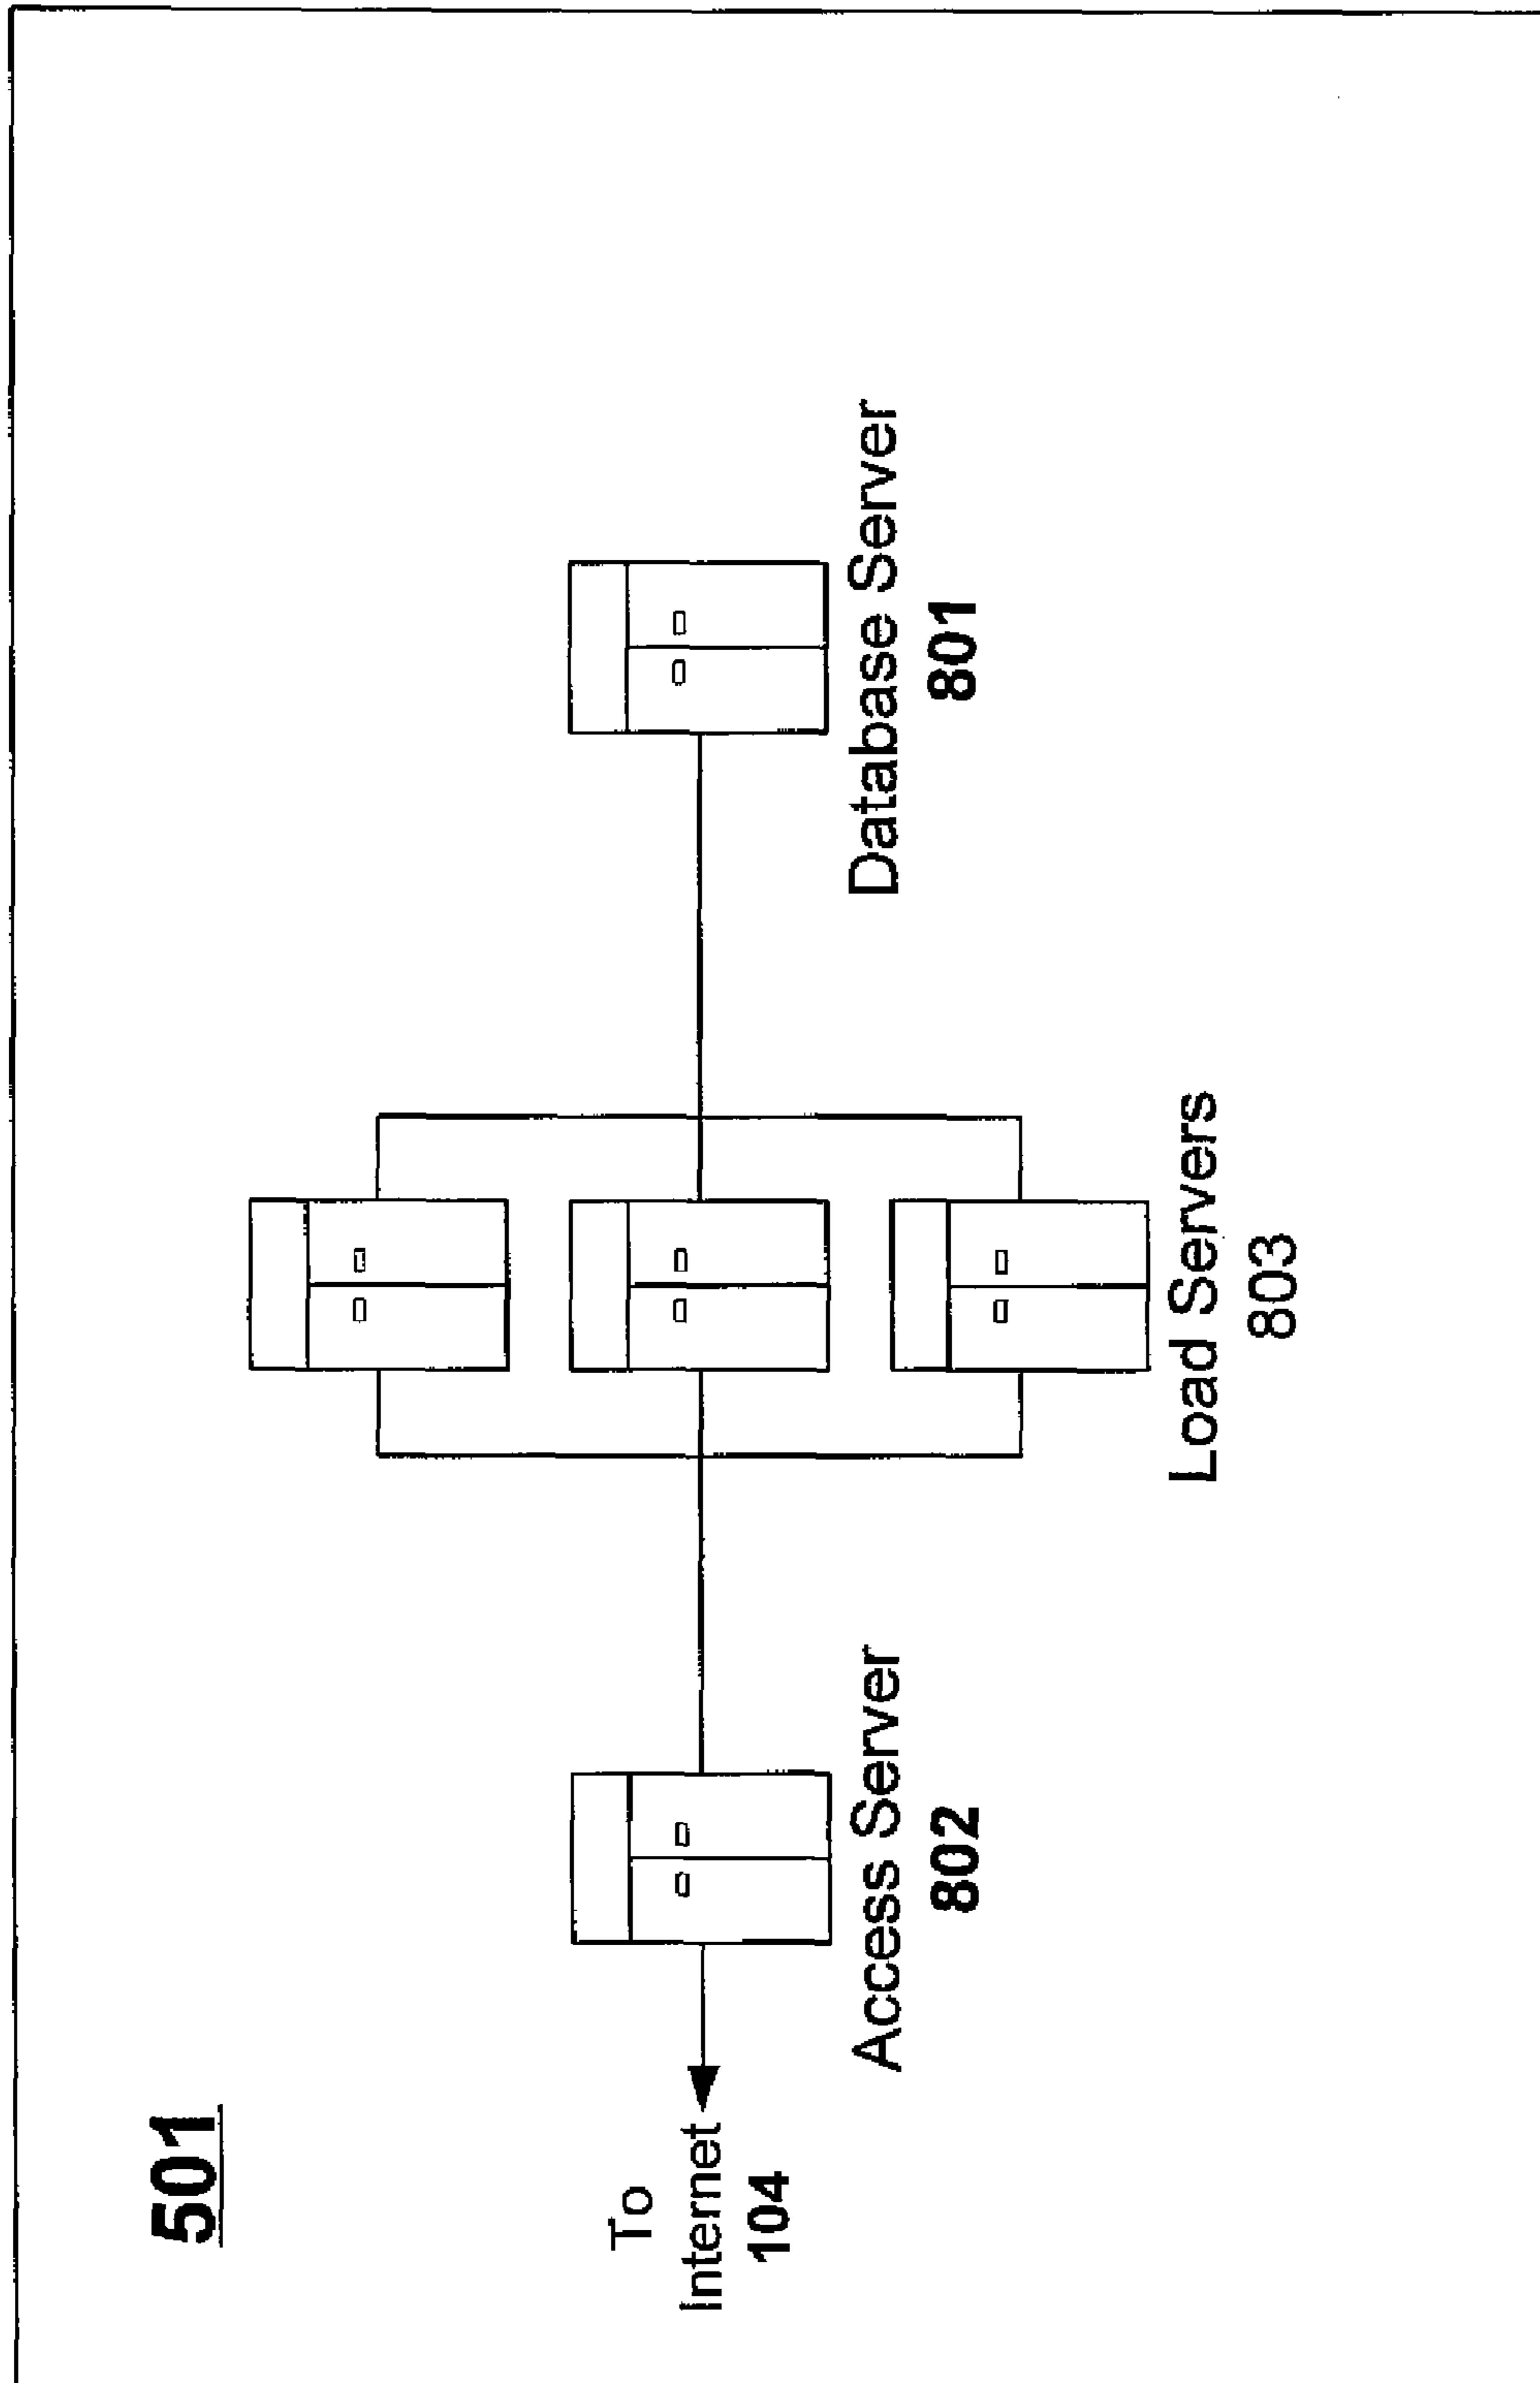 501
To
Internet
104
Access Server
802
Load Servers
803
Database Server
801